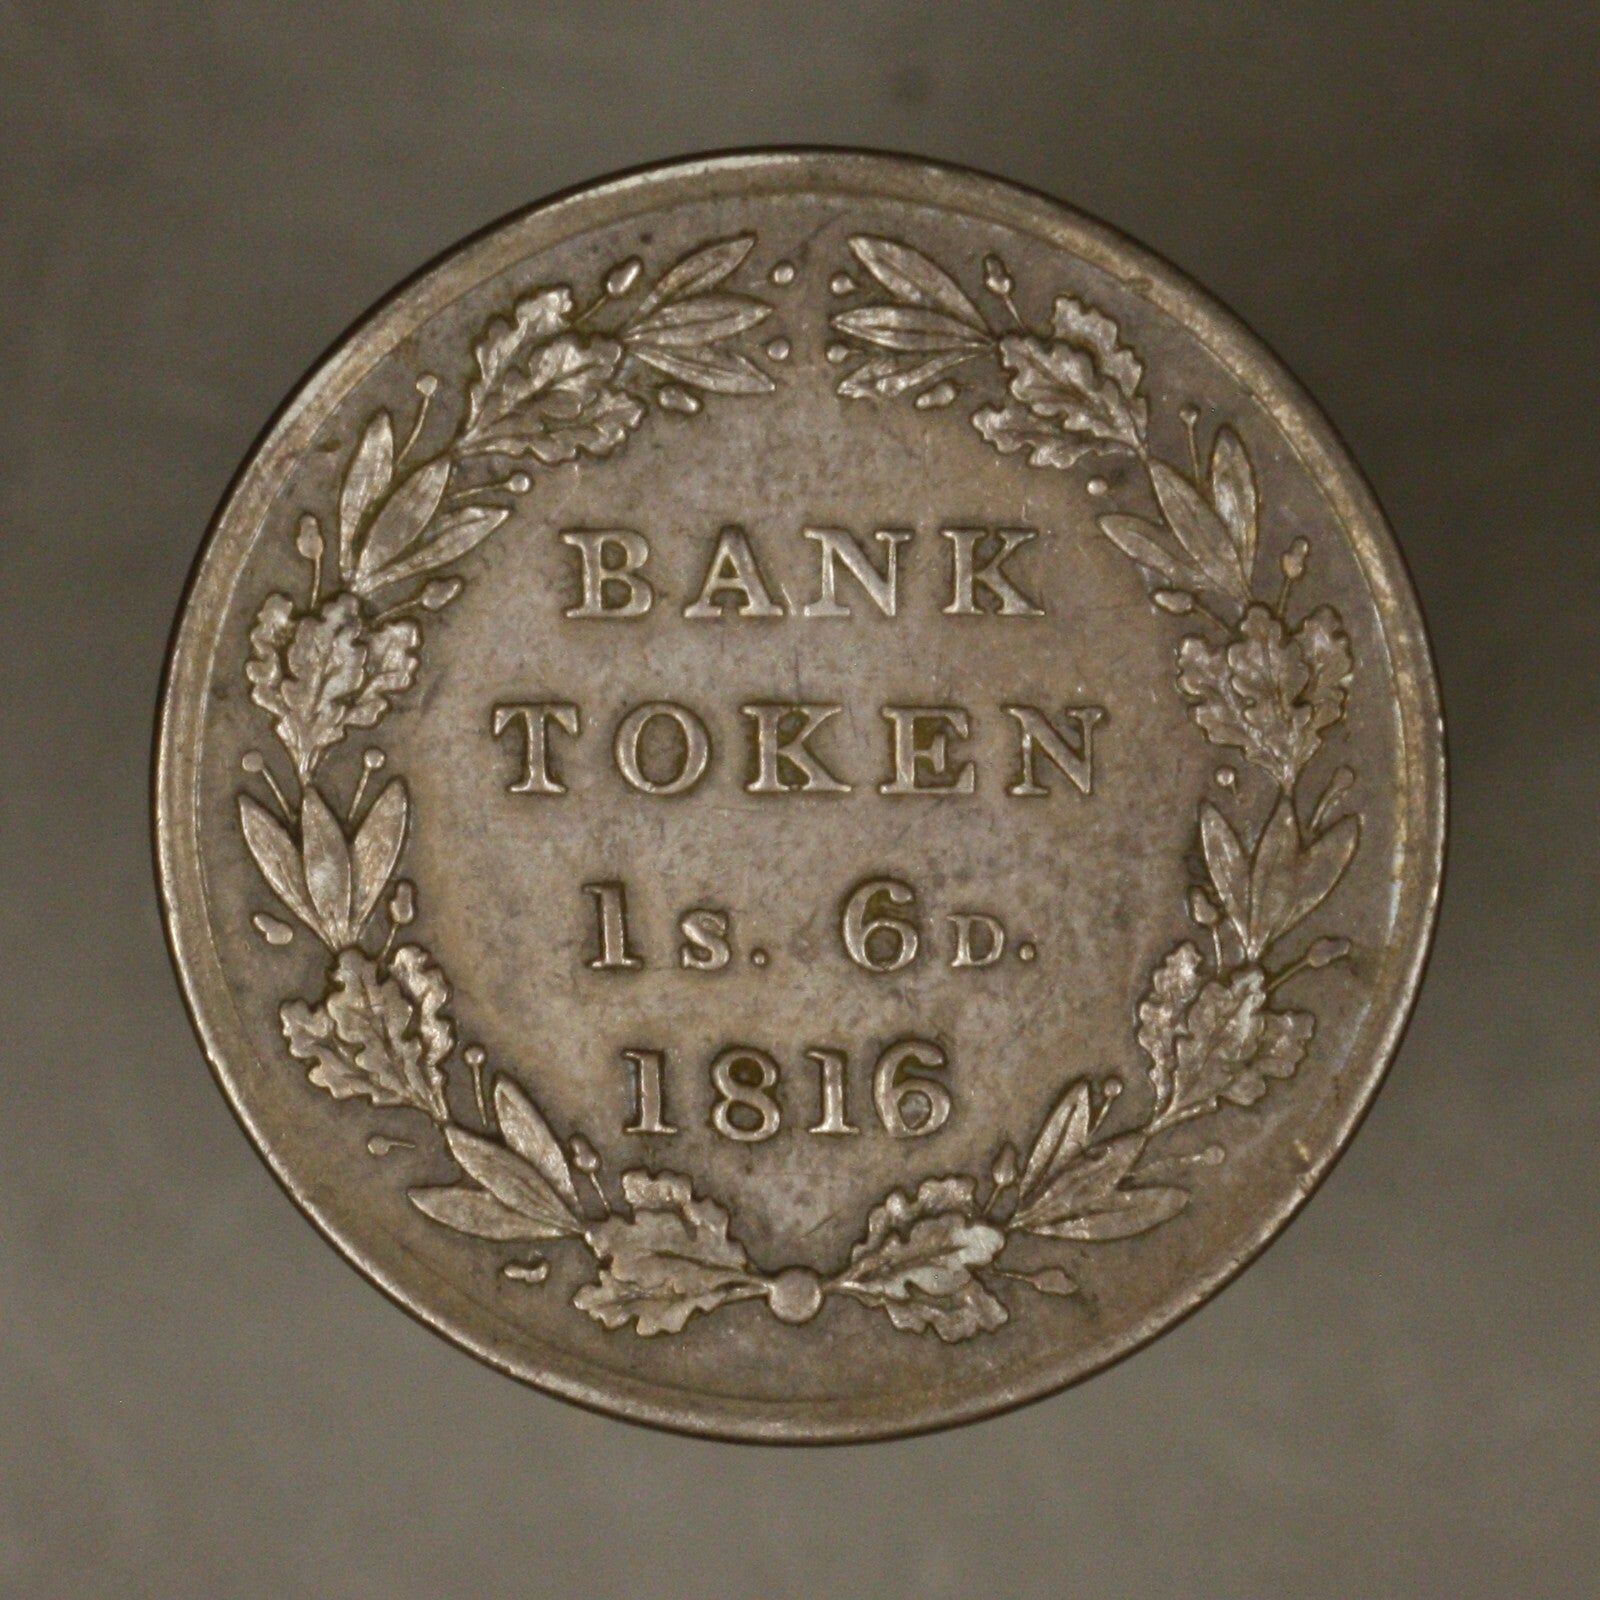 BANK
TOKEN
1S. 6D.
1816